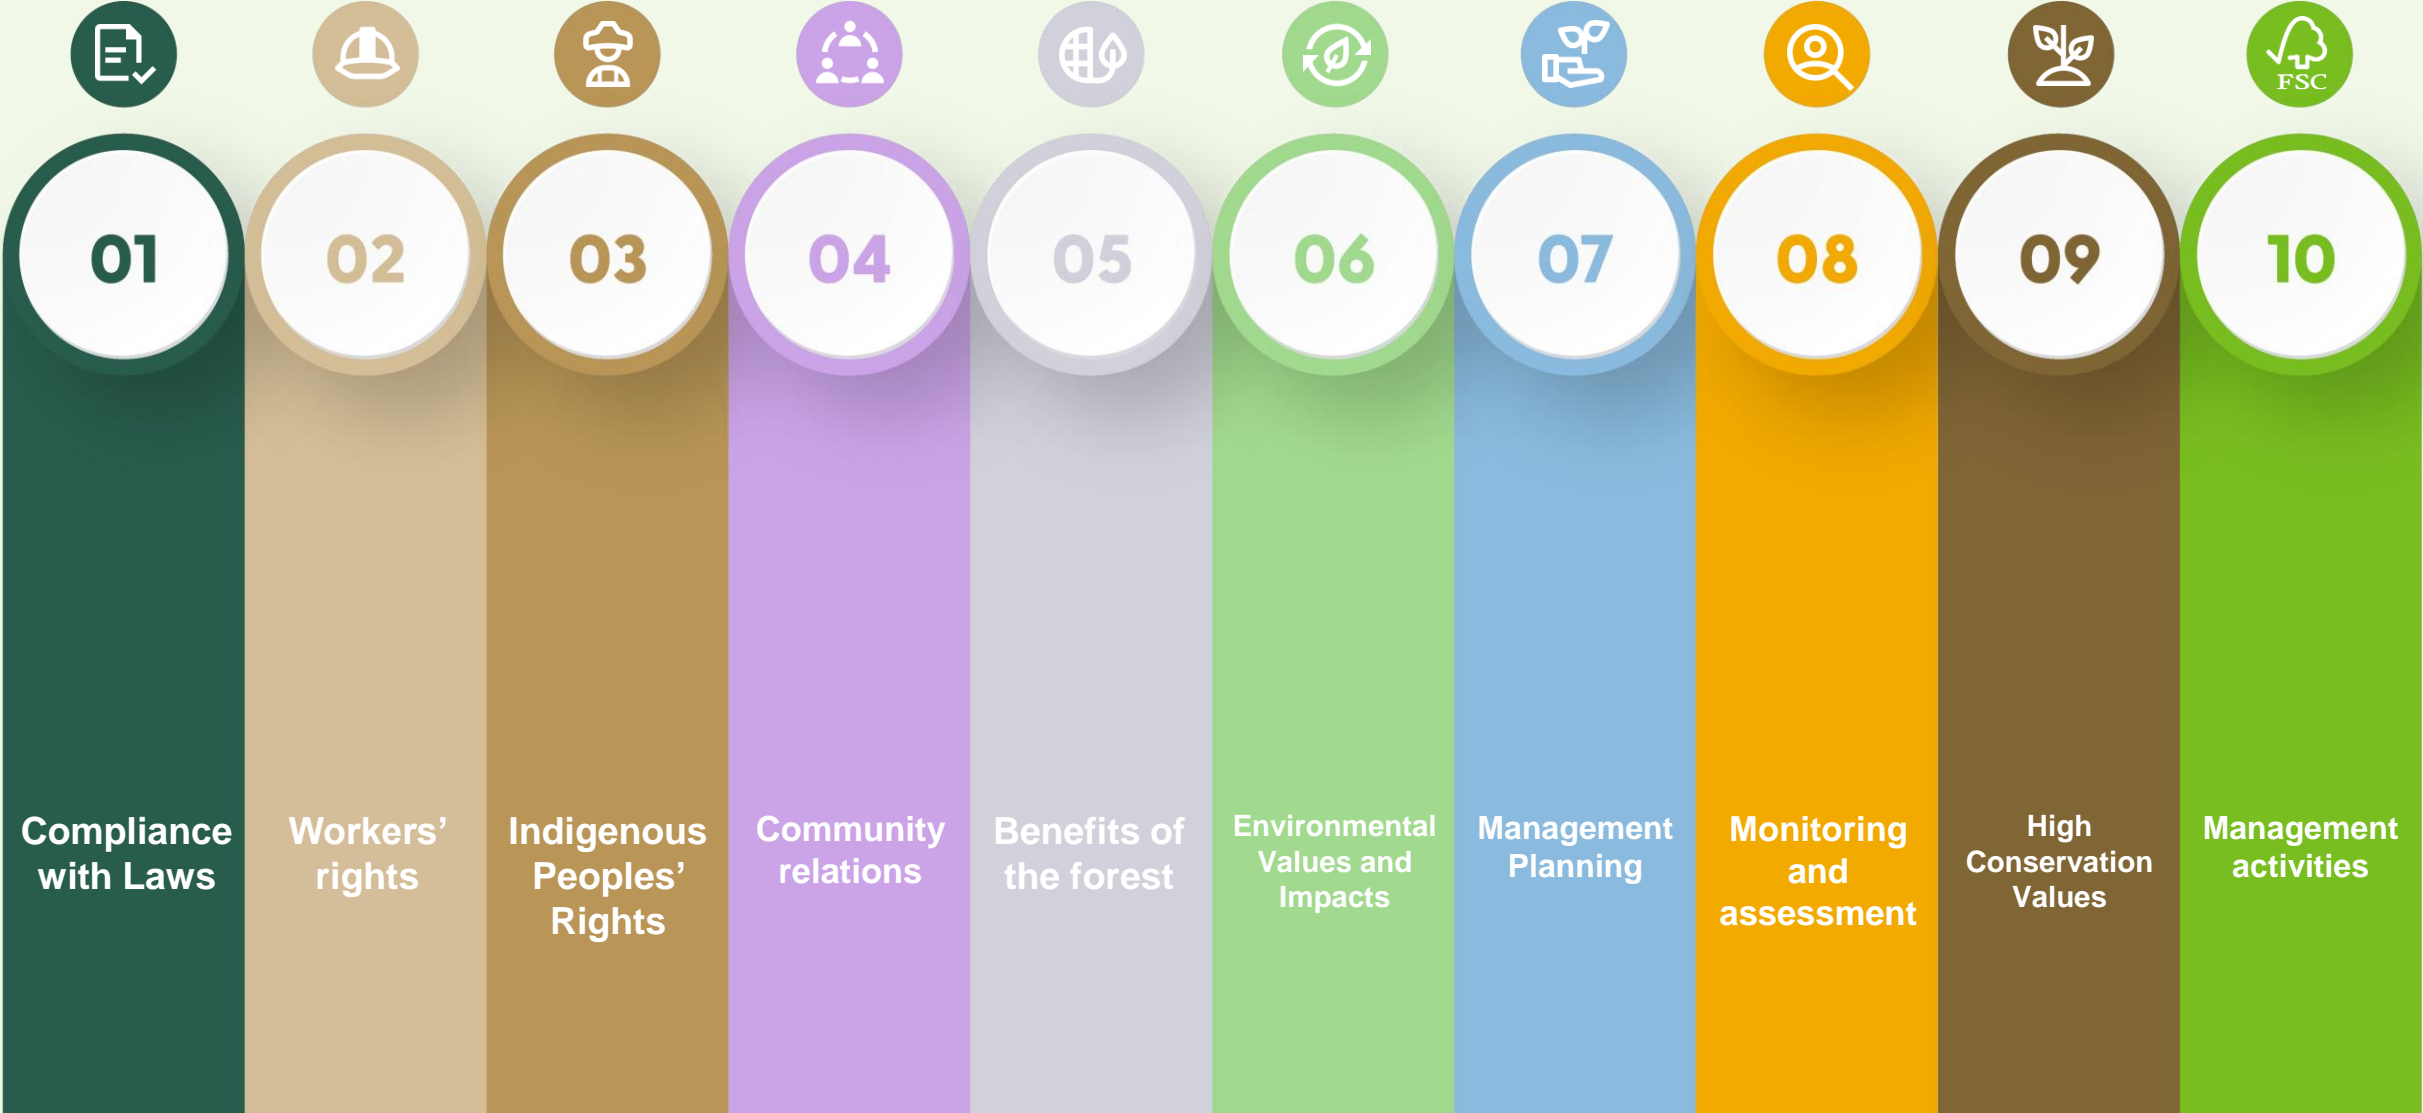 FSC
01
02
03
04
05
06
07
08
09
10
Compliance
with Laws
Workers’
rights
Indigenous
Peoples’
Rights
Community
relations
Benefits of
the forest
Environmental
Values and
Impacts
Management
Planning
Monitoring
and
assessment
High
Conservation
Values
Management
activities